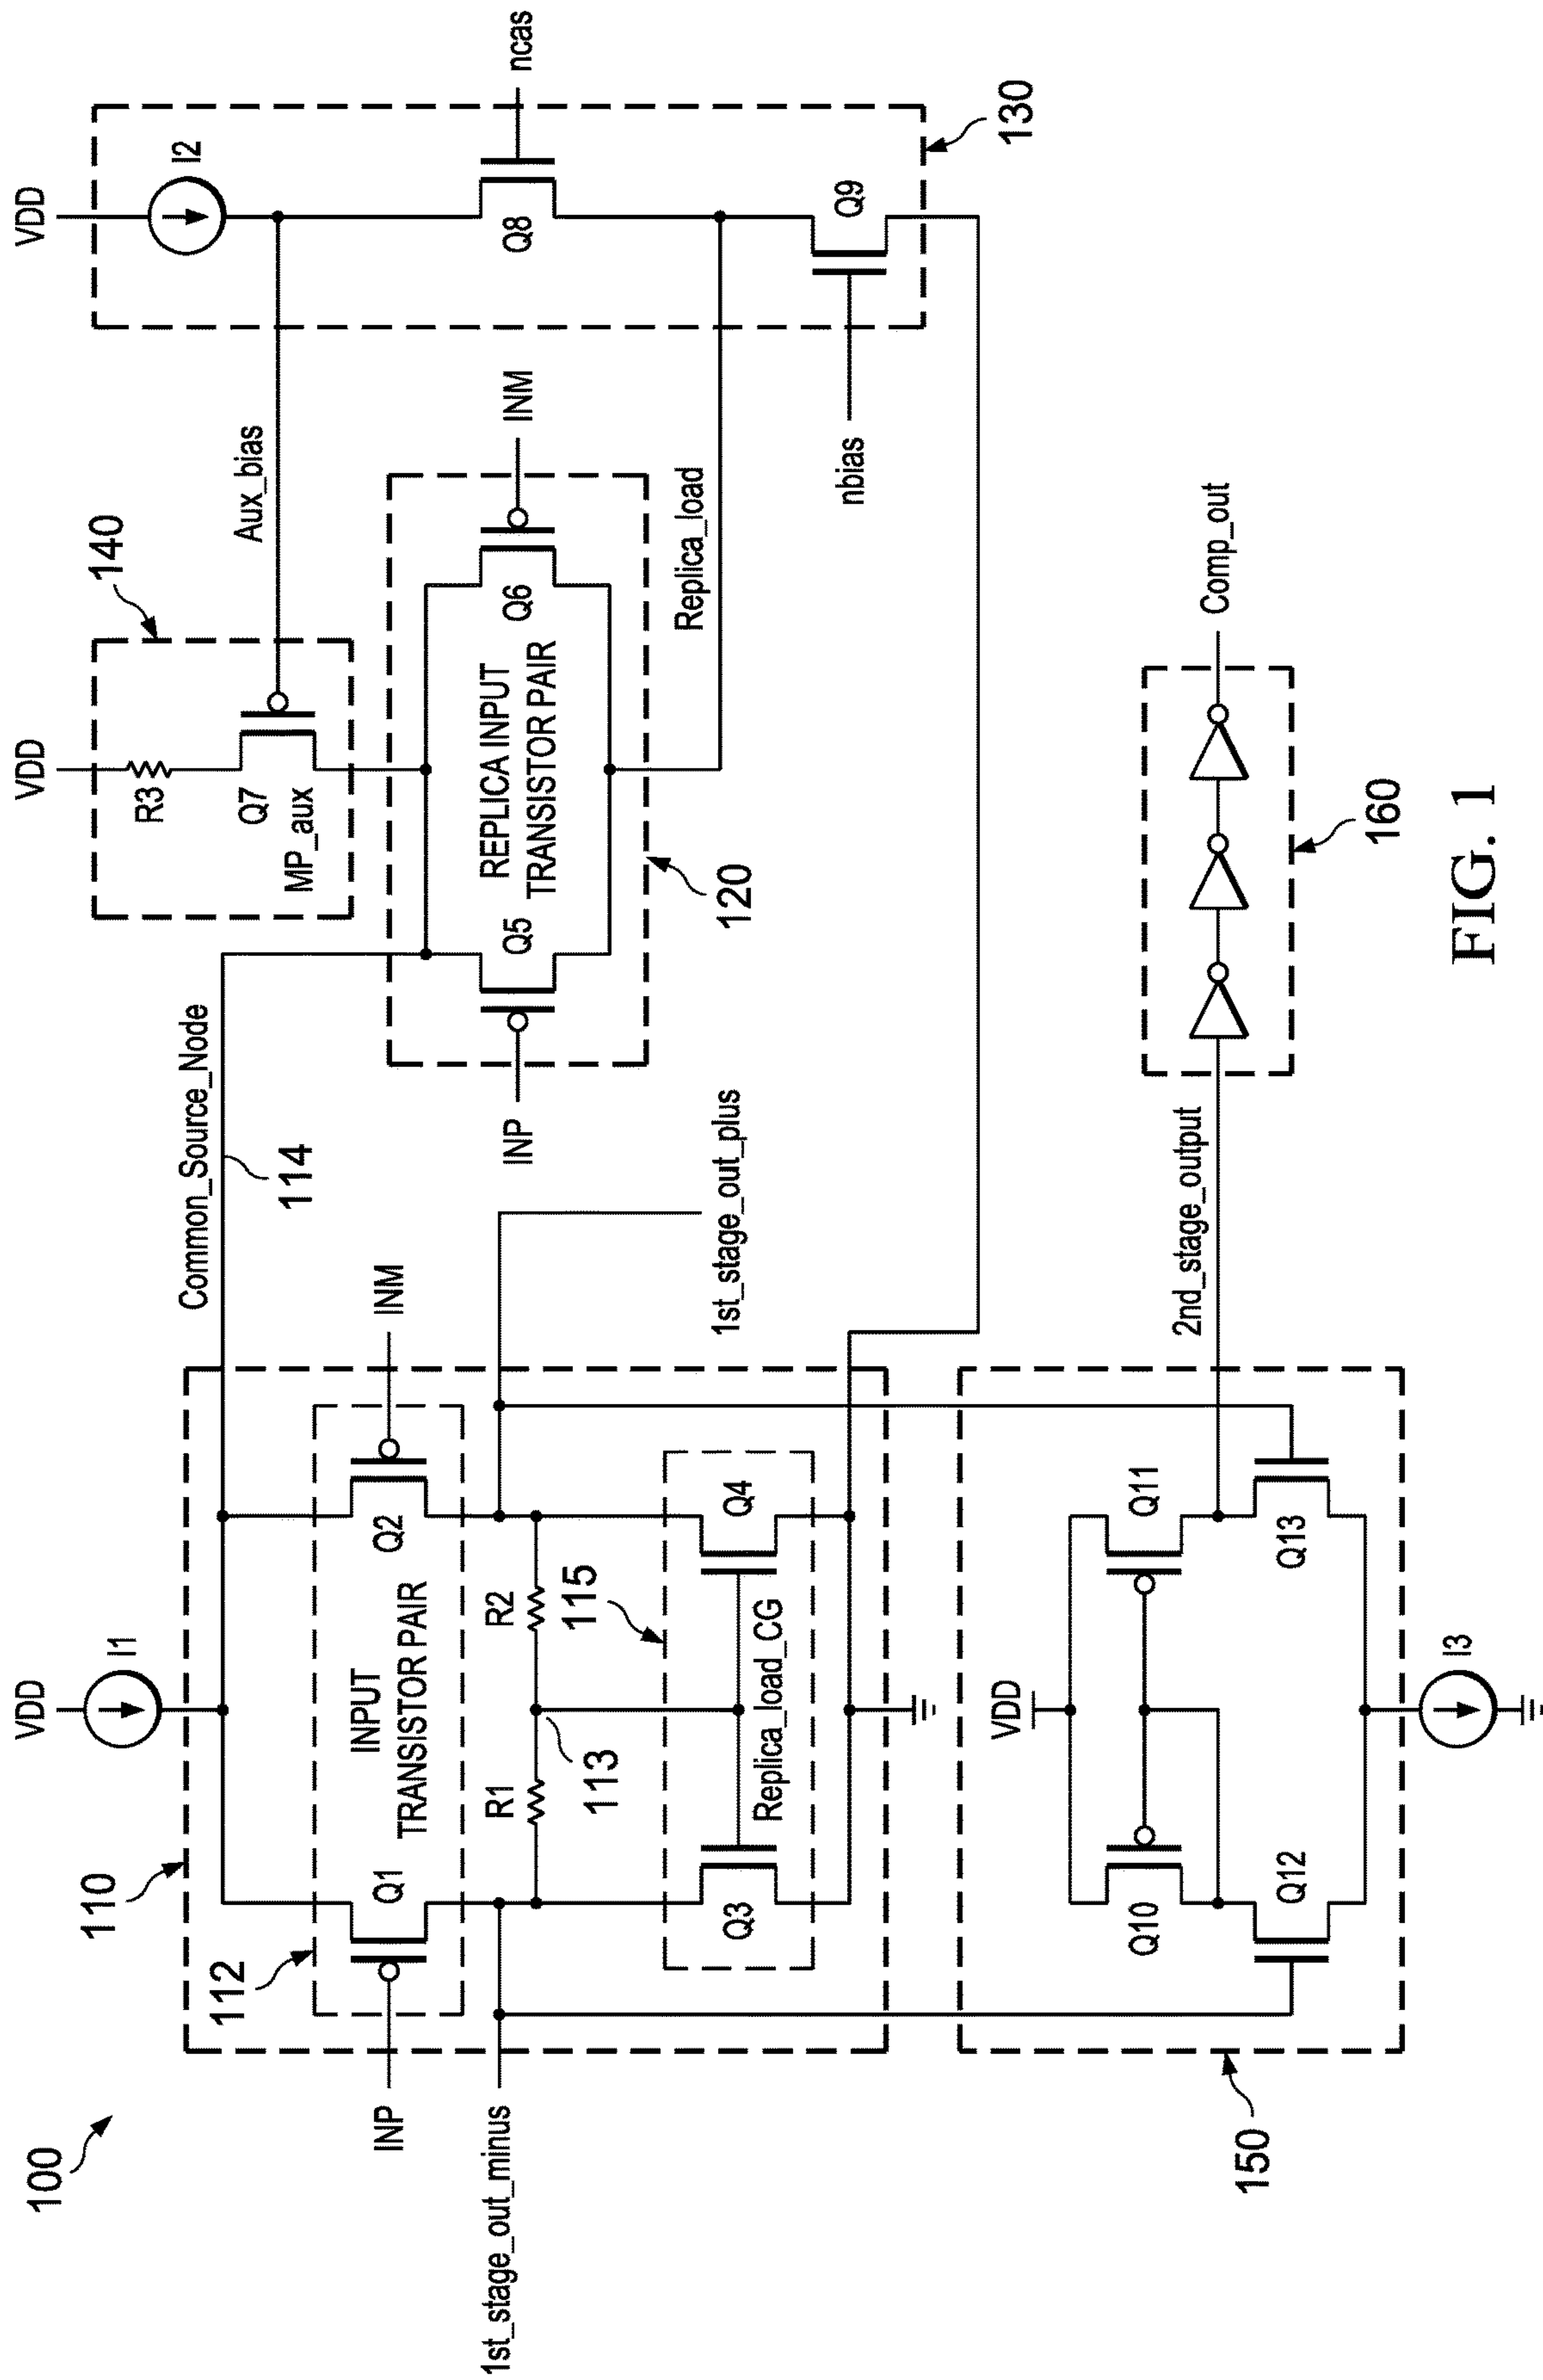 100
VDD
I1
110
112
INP
Q1
INPUT
TRANSISTOR PAIR
Q2
INM
Common_Source_Node
114
1st_stage_out_minus
R1
R2
113
115
1st_stage_out_plus
Q3
Replica_load_CG
Q4
VDD
R3
Q7
MP_aux
140
Aux_bias
VDD
I2
INP
Q5
REPLICA INPUT
TRANSISTOR PAIR
Q6
INM
120
Replica_load
Q8
ncas
nbias
Q9
130
150
VDD
Q10
Q11
Q12
Q13
I3
2nd_stage_output
160
Comp_out
FIG. 1